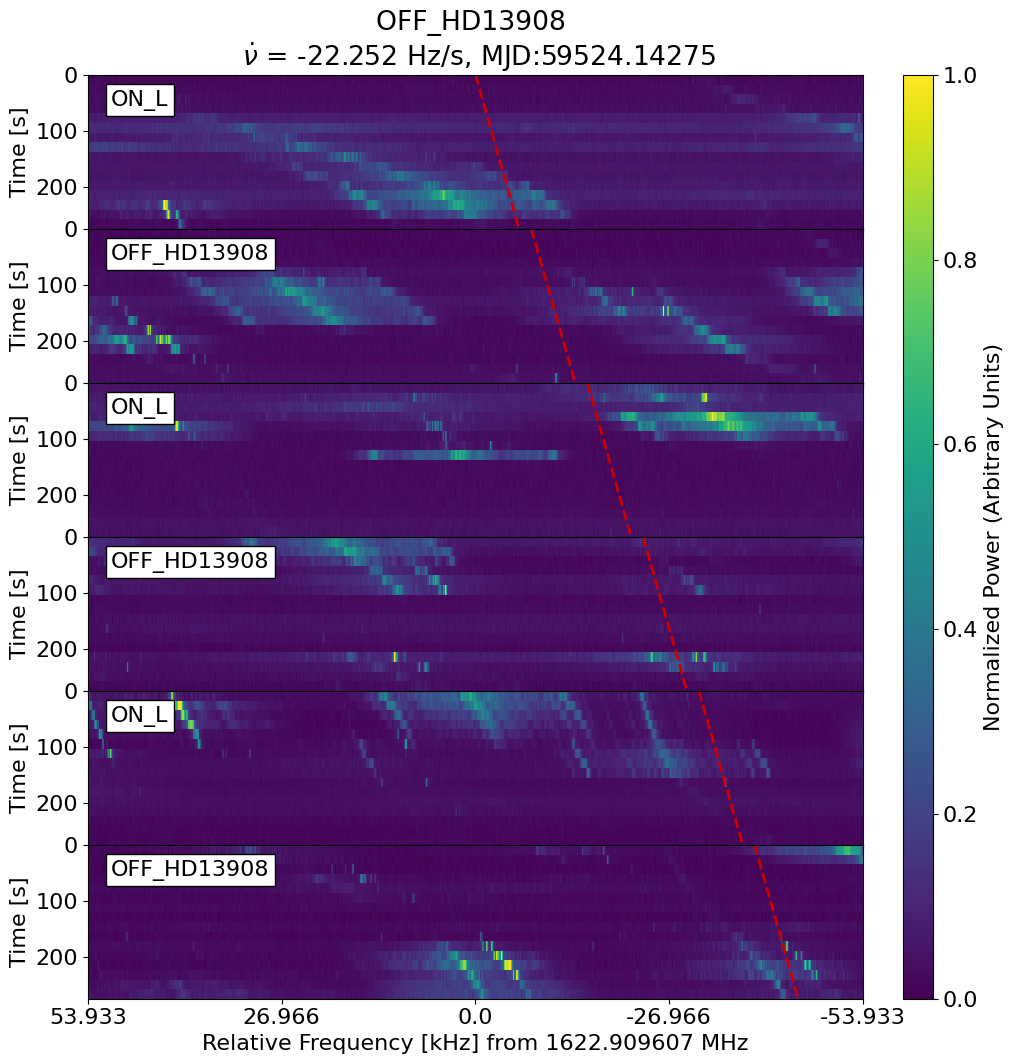 OFF_HD13908
ν̇ = -22.252 Hz/s, MJD:59524.14275
0
ON_L
100
Time [s]
200
0
OFF_HD13908
100
Time [s]
200
0
ON_L
100
Time [s]
200
0
OFF_HD13908
100
Time [s]
200
0
ON_L
100
Time [s]
200
0
OFF_HD13908
100
Time [s]
200
53.933 26.966 0.0 -26.966 -53.933
Relative Frequency [kHz] from 1622.909607 MHz
1.0
0.8
0.6
0.4
0.2
0.0
Normalized Power (Arbitrary Units)